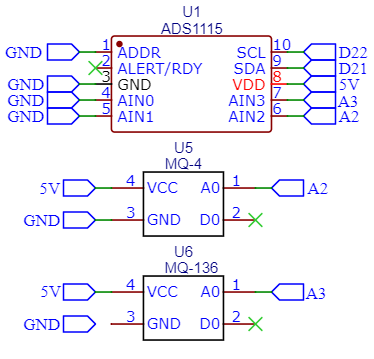 U1
ADS1115
GND 1 ADDR SCL 10 D22
2 ALERT/RDY SDA 9 D21
GND 3 GND VDD 8 5V
GND 4 AIN0 AIN3 7 A3
GND 5 AIN1 AIN2 6 A2
U5
MQ-4
5V 4 VCC A0 1 A2
GND 3 GND D0 2
U6
MQ-136
5V 4 VCC A0 1 A3
GND 3 GND D0 2